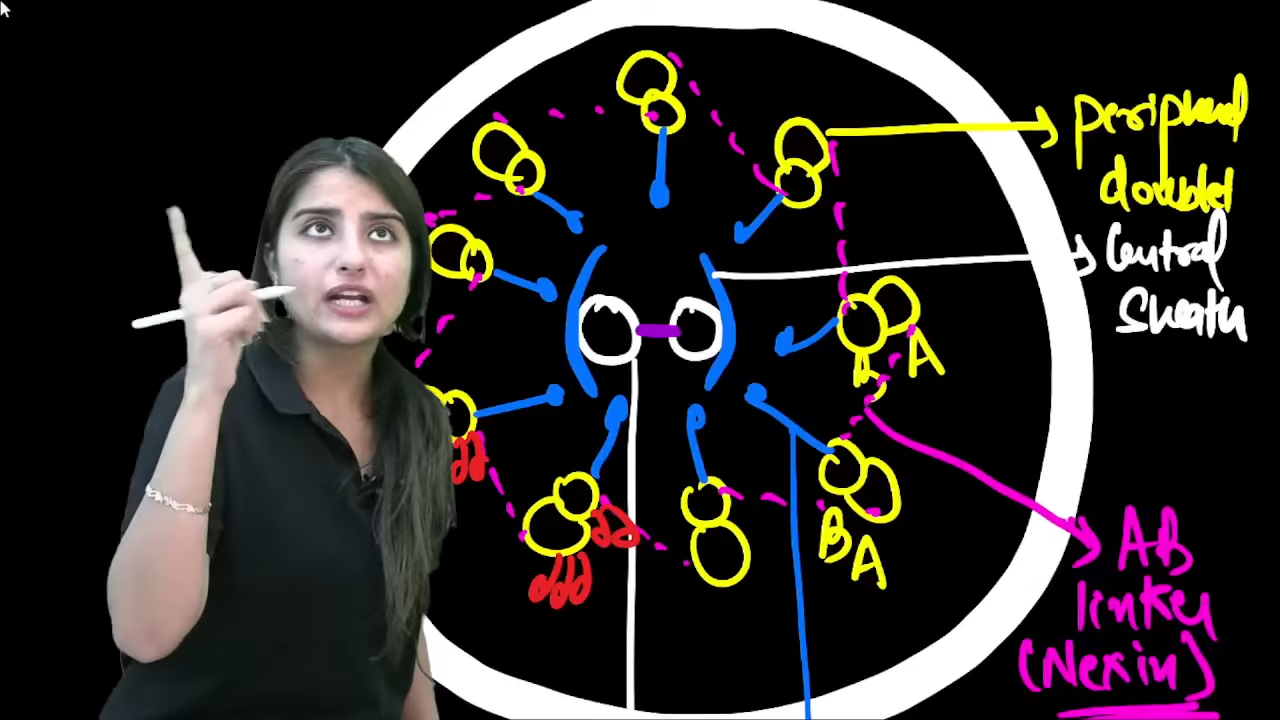 Peripheral
doublet
Central
Sheath
A
B
B
A
AB
linker
(Nexin)